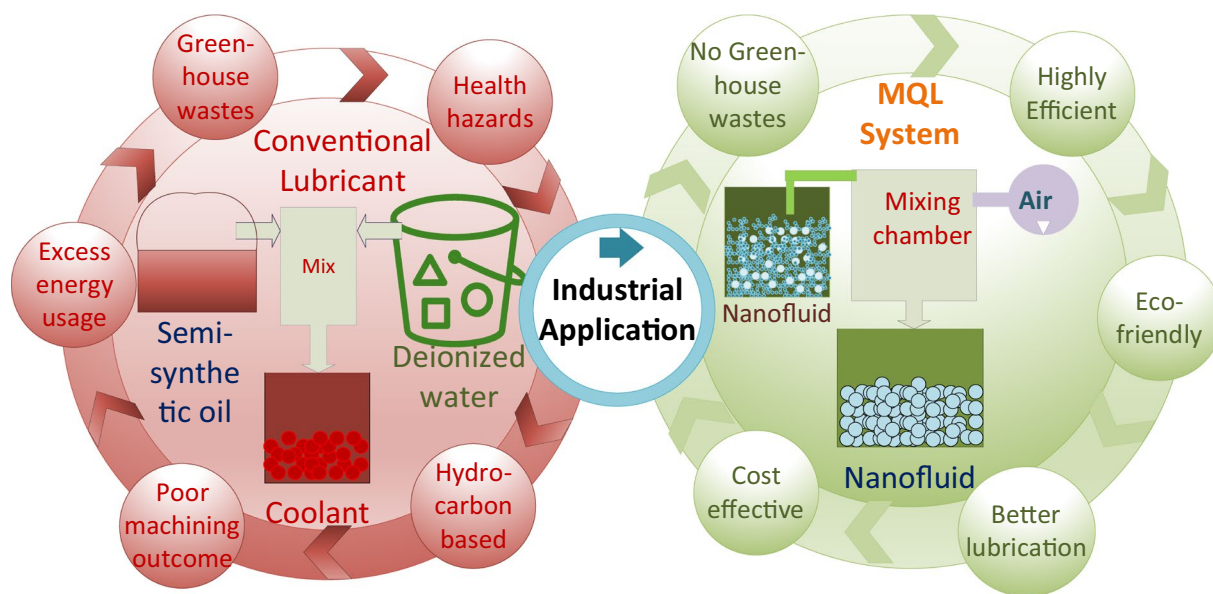 Green-
house
wastes
Health
hazards
Conventional
Lubricant
Excess
energy
usage
Mix
Semi-
synthe
tic oil
Deionized
water
Coolant
Poor
machining
outcome
Hydro-
carbon
based
Industrial
Application
No Green-
house
wastes
MQL
System
Highly
Efficient
Mixing
chamber
Air
Nanofluid
Eco-
friendly
Nanofluid
Cost
effective
Better
lubrication